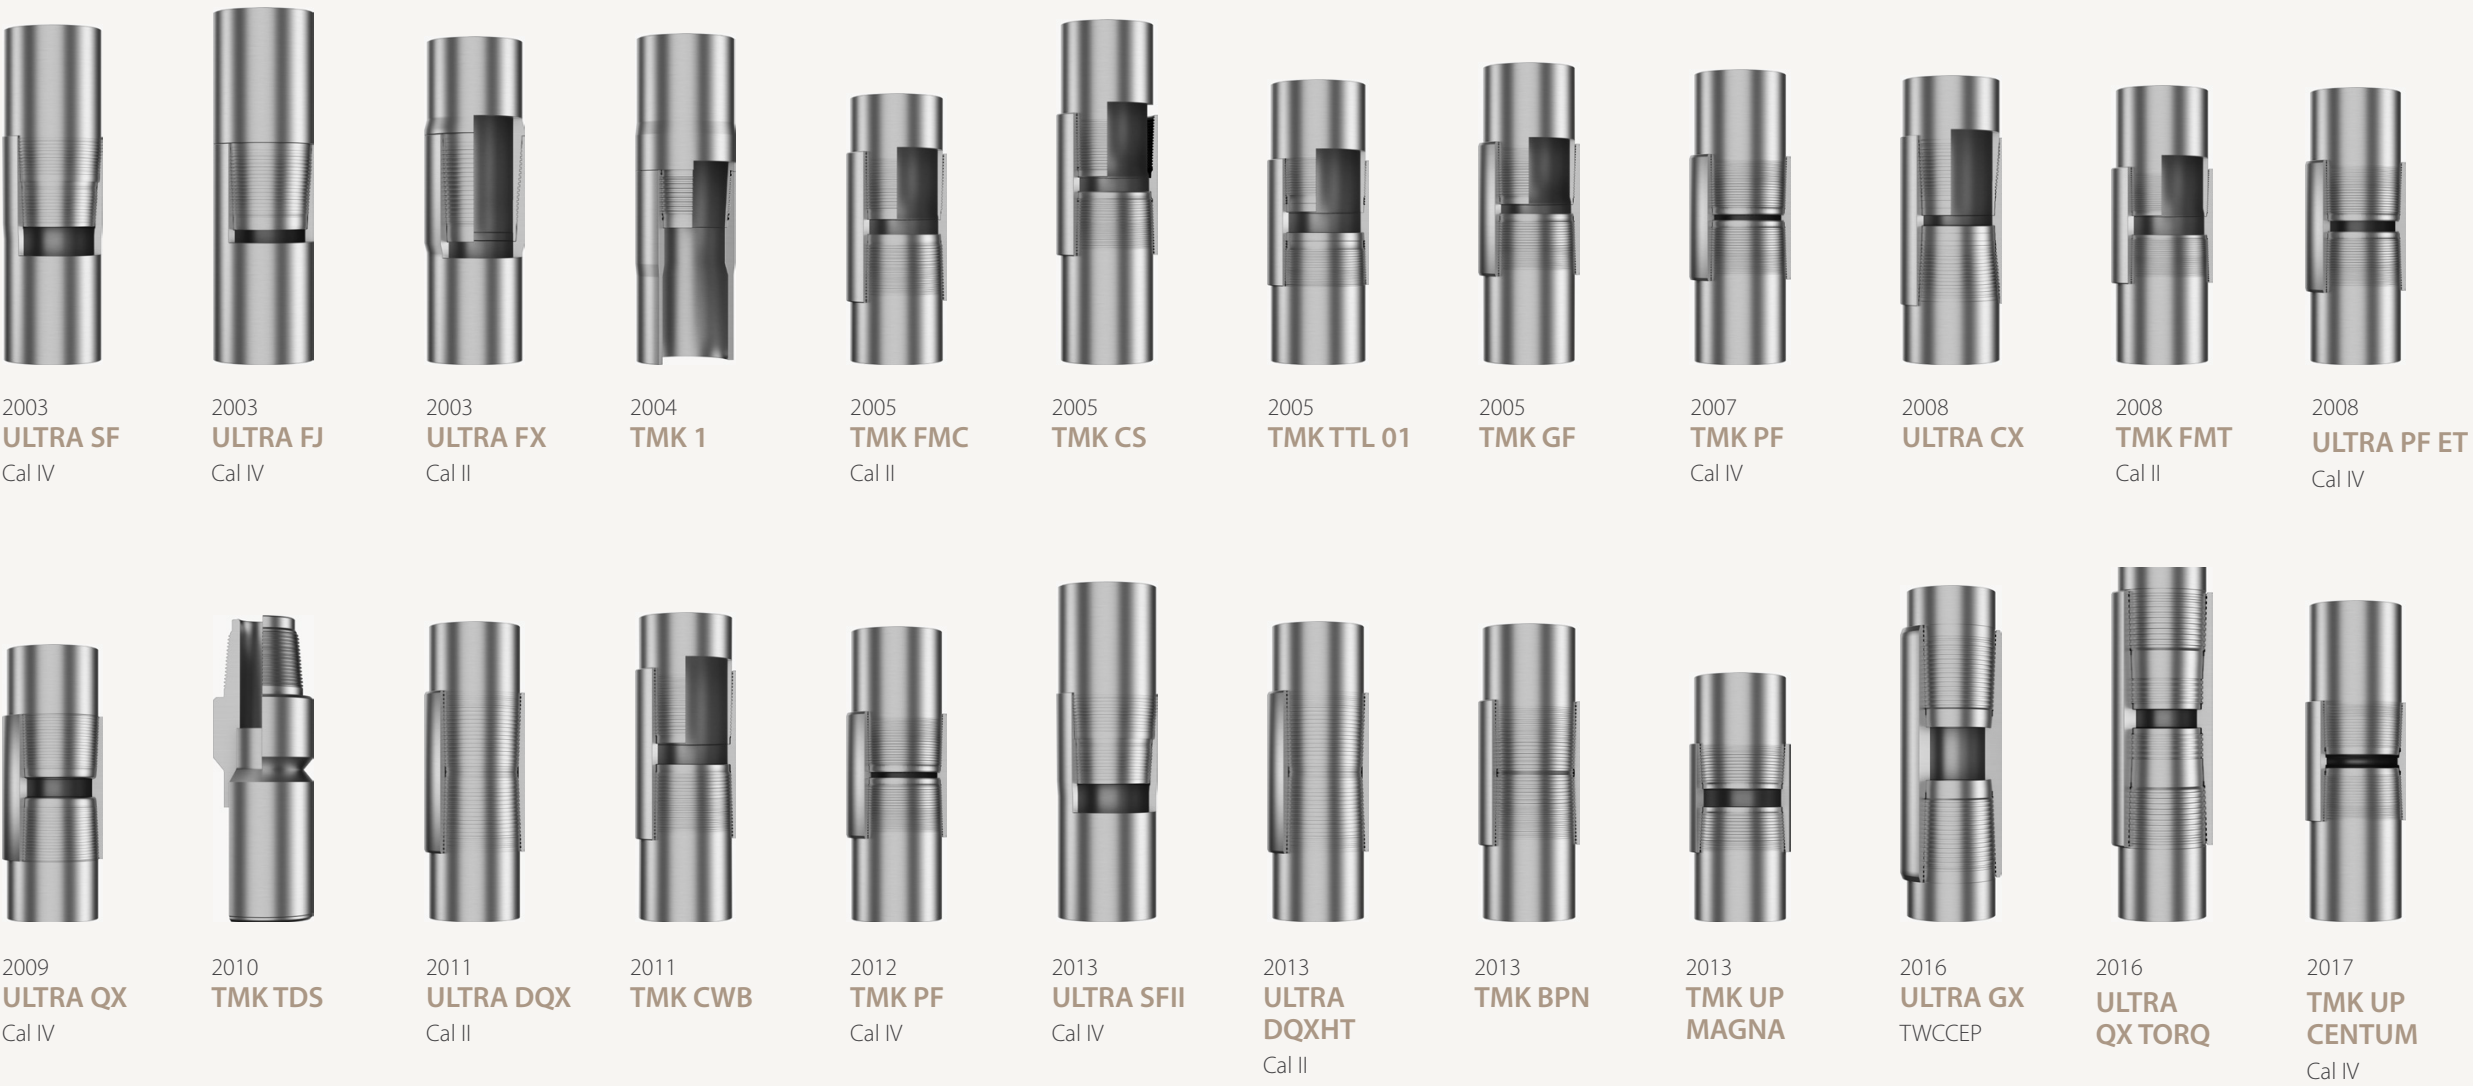 2003
ULTRA SF
Cal IV
2003
ULTRA FJ
Cal IV
2003
ULTRA FX
Cal II
2004
TMK 1
2005
TMK FMC
Cal II
2005
TMK CS
2005
TMK TTL 01
2005
TMK GF
2007
TMK PF
Cal IV
2008
ULTRA CX
2008
TMK FMT
Cal II
2008
ULTRA PF ET
Cal IV
2009
ULTRA QX
Cal IV
2010
TMK TDS
2011
ULTRA DQX
Cal II
2011
TMK CWB
2012
TMK PF
Cal IV
2013
ULTRA SFII
Cal IV
2013
ULTRA
DQXHT
Cal II
2013
TMK BPN
2013
TMK UP
MAGNA
2016
ULTRA GX
TWCCEP
2016
ULTRA
QX TORQ
2017
TMK UP
CENTUM
Cal IV